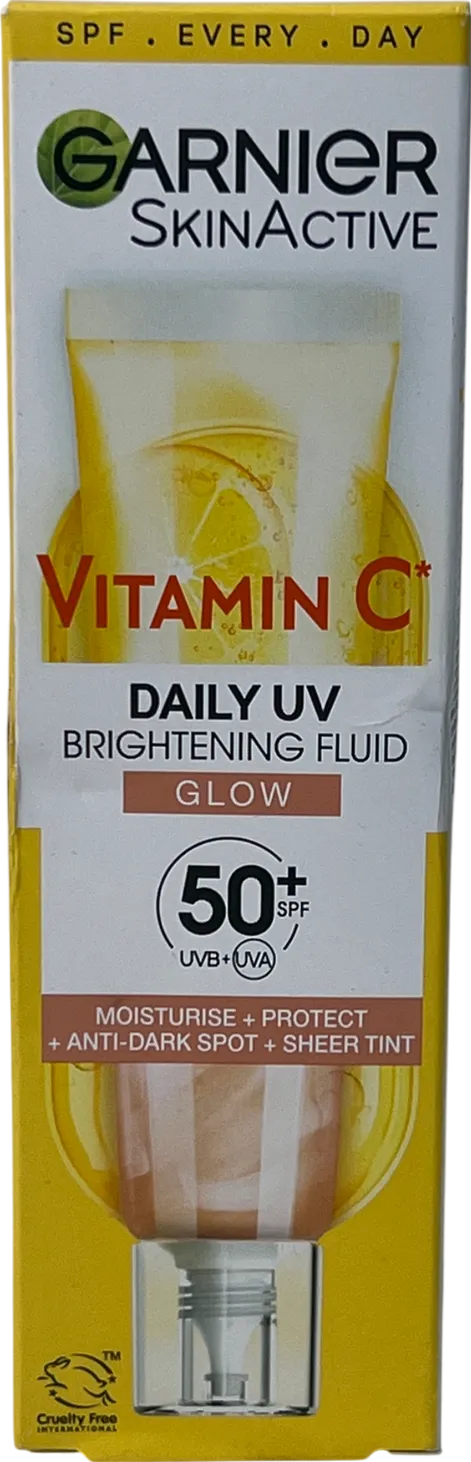 SPF . EVERY . DAY
GARNIER
SKINACTIVE
VITAMIN C*
DAILY UV
BRIGHTENING FLUID
GLOW
50+
SPF
UVB+UVA
MOISTURISE + PROTECT
+ ANTI-DARK SPOT + SHEER TINT
TM
Cruelty Free
INTERNATIONAL